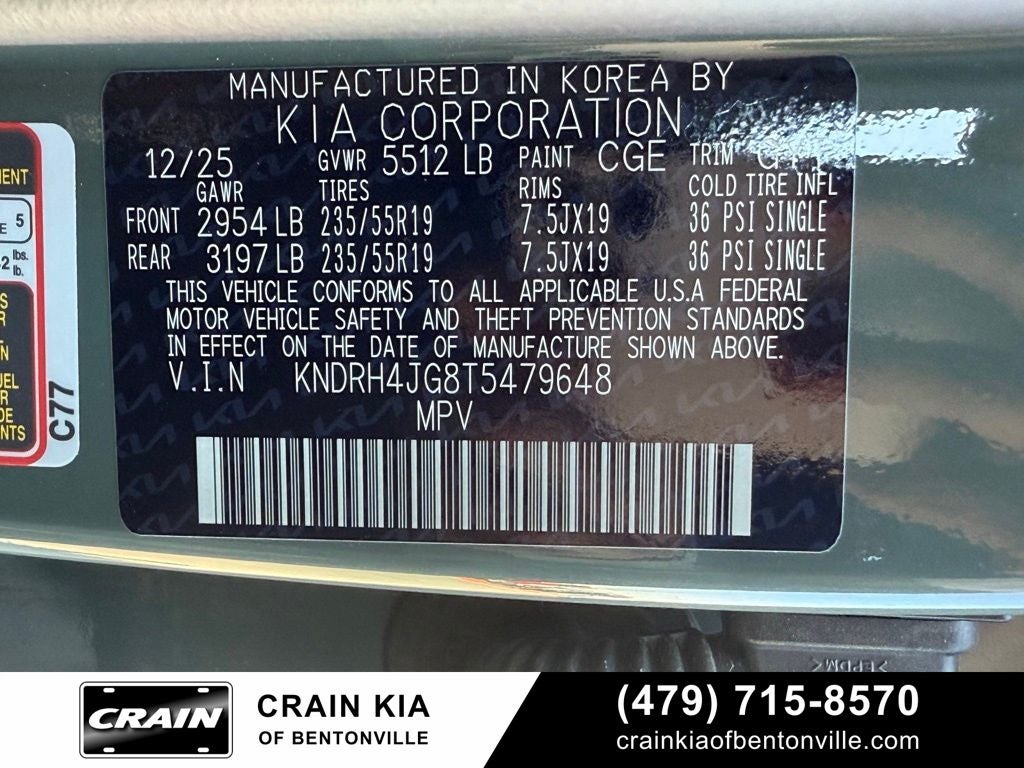 MANUFACTURED IN KOREA BY
KIA CORPORATION
12/25 GVWR 5512 LB PAINT CGE TRIM
GAWR TIRES RIMS COLD TIRE INFL
FRONT 2954 LB 235/55R19 7.5JX19 36 PSI SINGLE
REAR 3197 LB 235/55R19 7.5JX19 36 PSI SINGLE
THIS VEHICLE CONFORMS TO ALL APPLICABLE U.S.A FEDERAL
MOTOR VEHICLE SAFETY AND THEFT PREVENTION STANDARDS
IN EFFECT ON THE DATE OF MANUFACTURE SHOWN ABOVE.
V.I.N KNDRH4JG8T5479648
MPV
5
lbs.
lb.
C77
>EPDM<
CRAIN
CRAIN KIA
OF BENTONVILLE
(479) 715-8570
crainkiaofbentonville.com